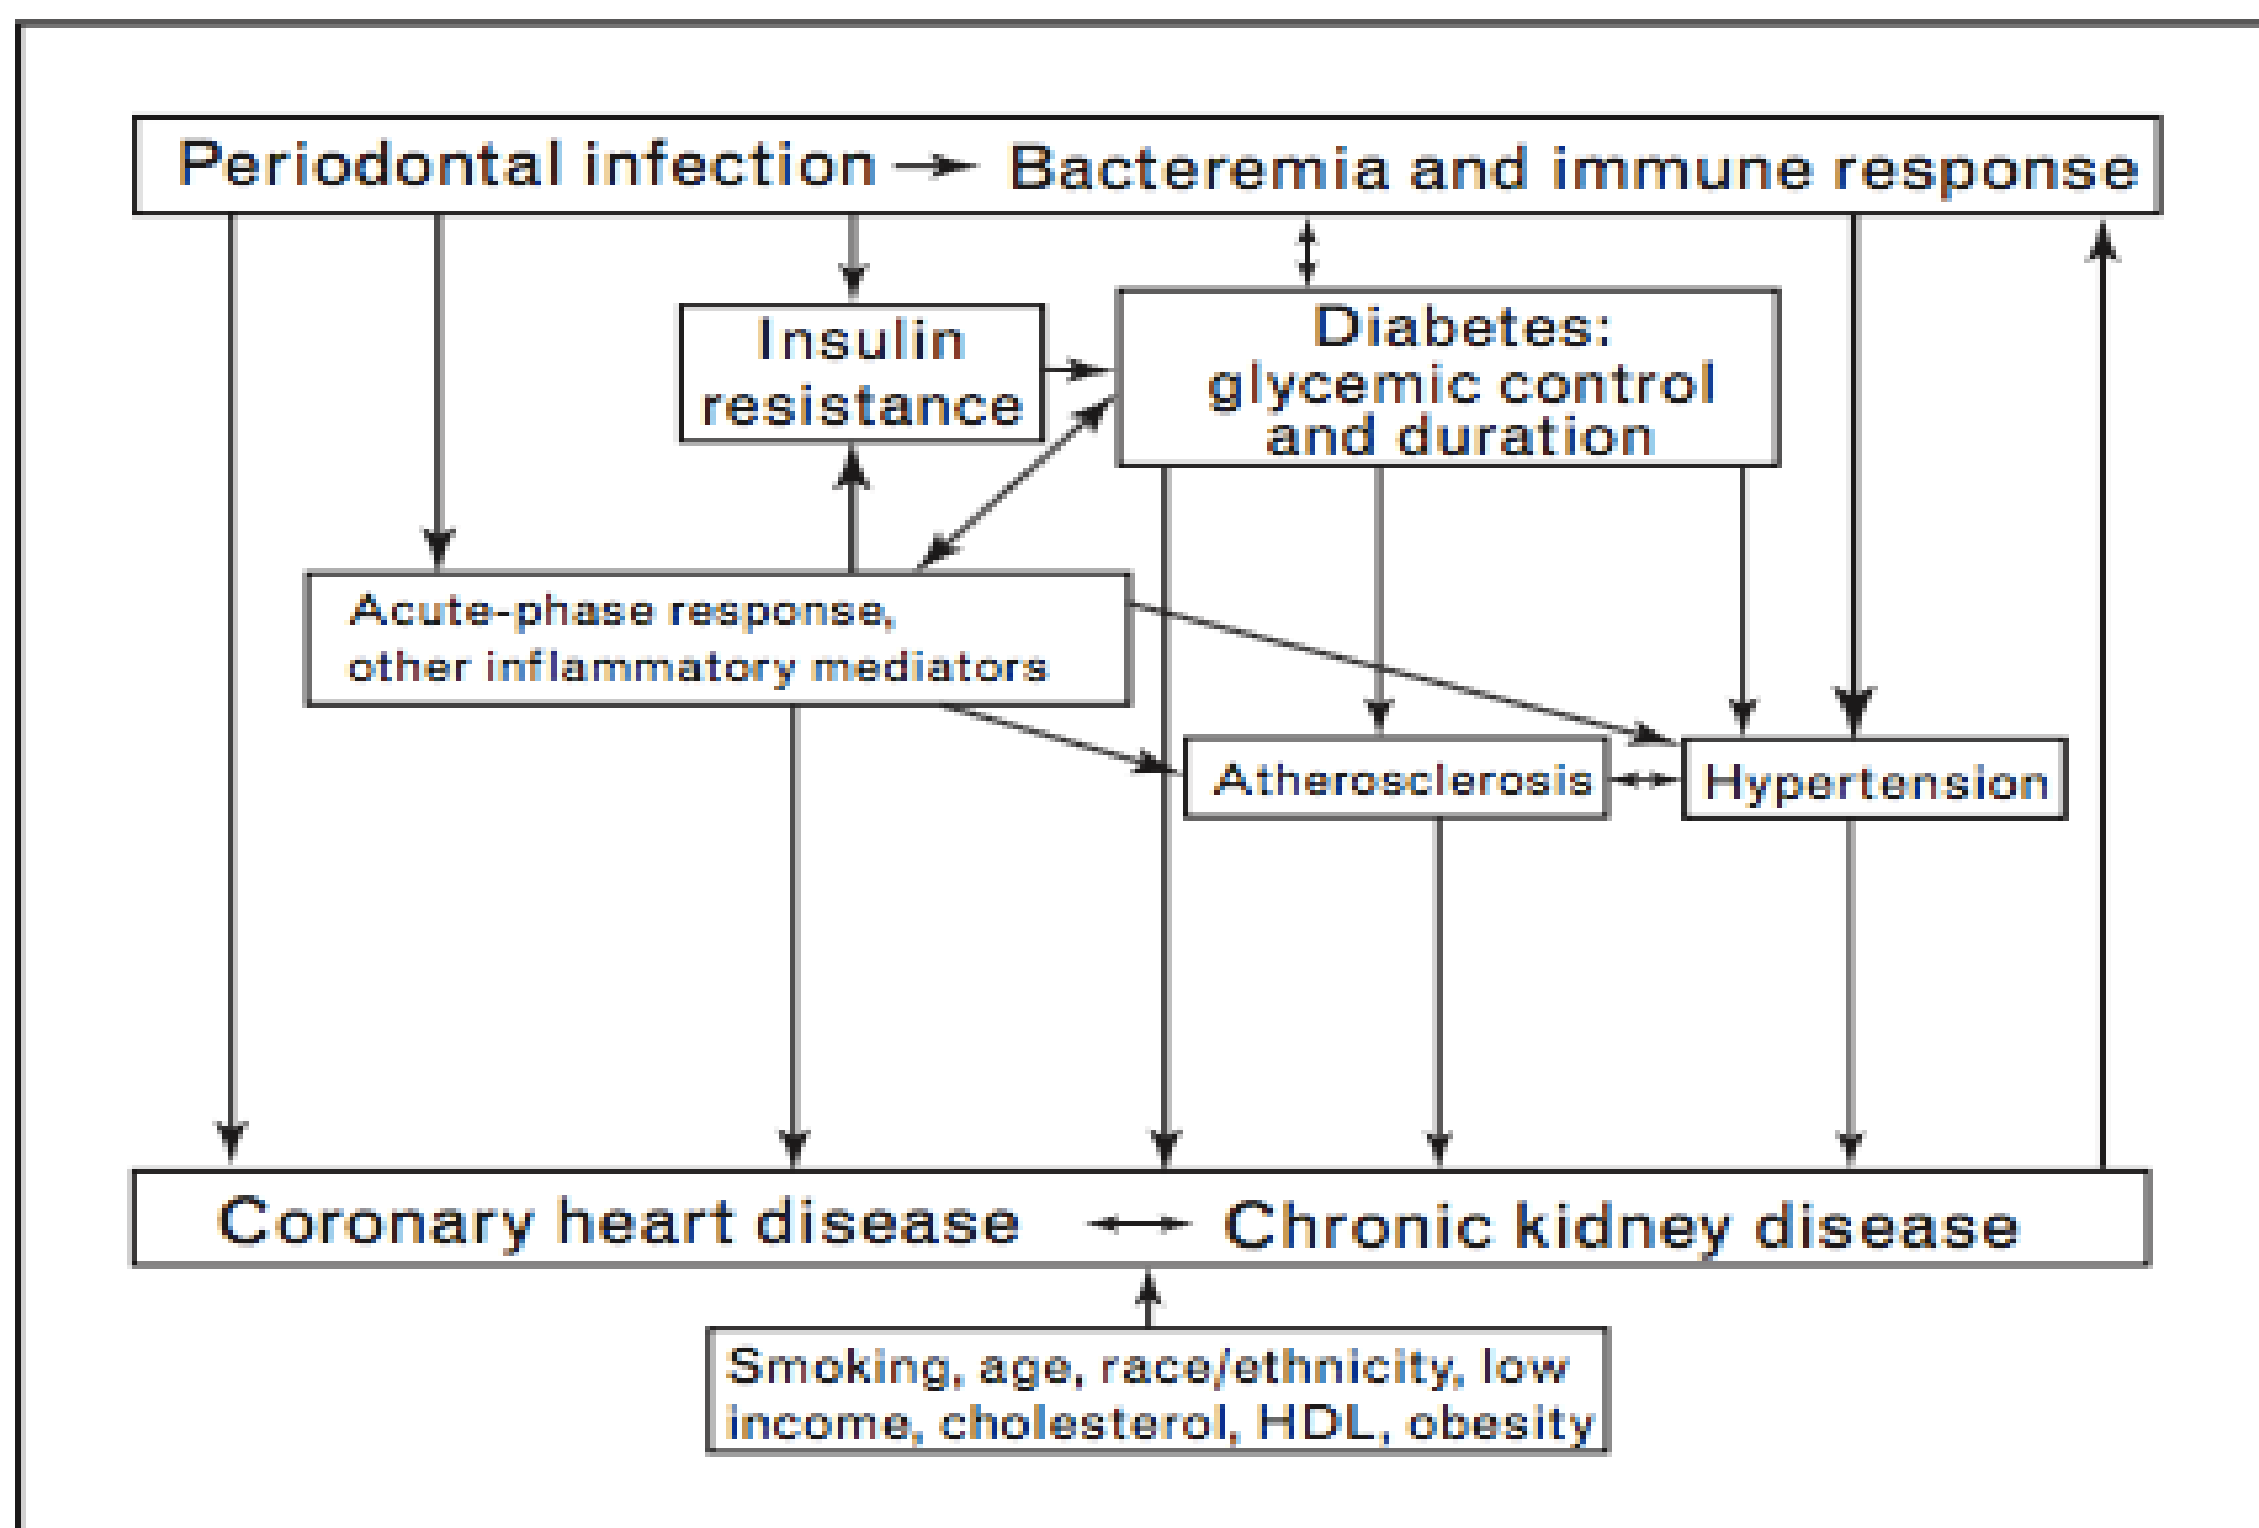 Periodontal infection → Bacteremia and immune response
Insulin
resistance
Diabetes:
glycemic control
and duration
Acute-phase response,
other inflammatory mediators
Atherosclerosis
Hypertension
Coronary heart disease ↔ Chronic kidney disease
Smoking, age, race/ethnicity, low
income, cholesterol, HDL, obesity